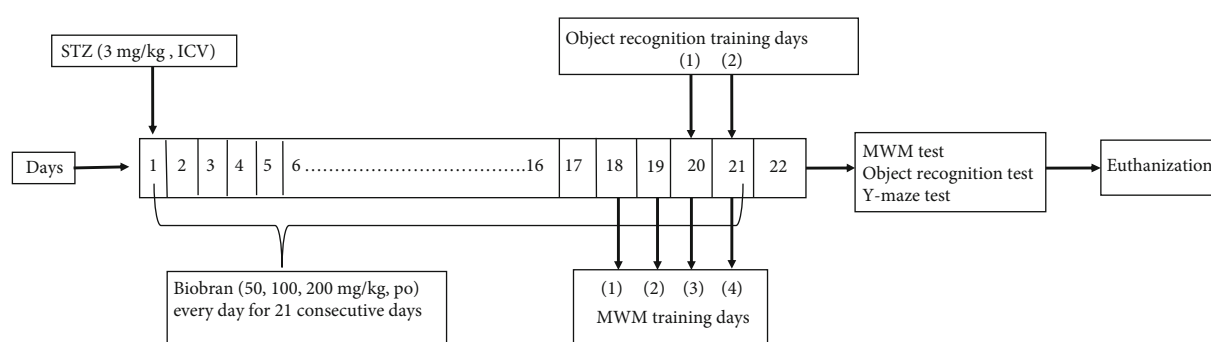 STZ (3 mg/kg , ICV)
Object recognition training days
(1) (2)
Days
1 2 3 4 5 6……………………………….16 17 18 19 20 21 22
MWM test
Object recognition test
Y-maze test
Euthanization
Biobran (50, 100, 200 mg/kg, po)
every day for 21 consecutive days
(1) (2) (3) (4)
MWM training days